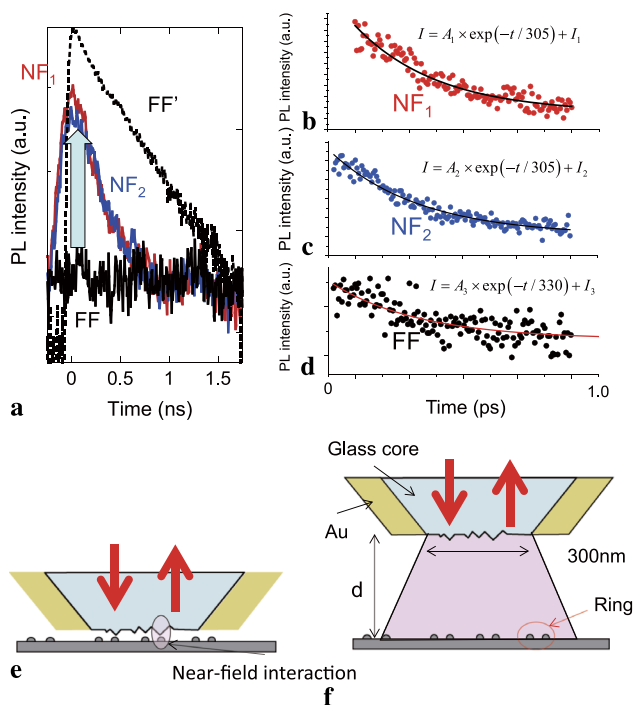 PL intensity (a.u.)
NF1
FF'
NF2
FF
0
0.5
1.0
1.5
Time (ns)
a
PL intensity (a.u.)
I = A1 × exp(−t / 305) + I1
NF1
b
PL intensity (a.u.)
I = A2 × exp(−t / 305) + I2
NF2
c
PL intensity (a.u.)
I = A3 × exp(−t / 330) + I3
FF
d
0
1.0
Time (ps)
e
Near-field interaction
Glass core
Au
300nm
d
Ring
f